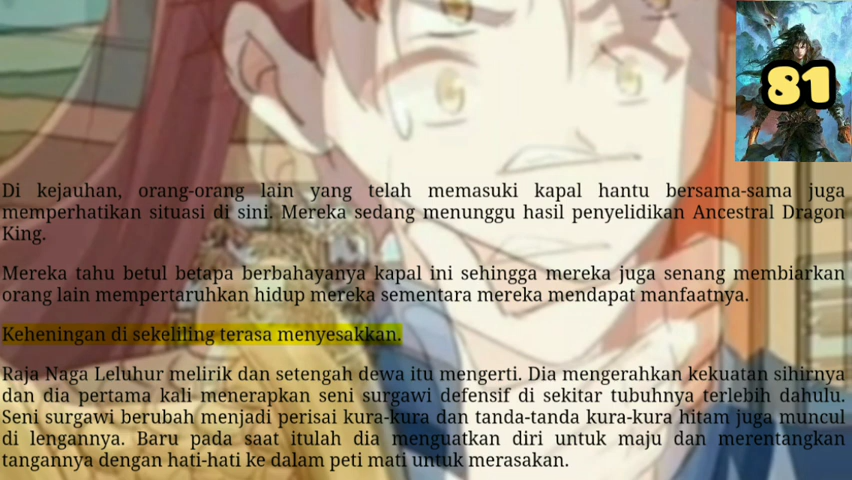 81
Di kejauhan, orang-orang lain yang telah memasuki kapal hantu bersama-sama juga
memperhatikan situasi di sini. Mereka sedang menunggu hasil penyelidikan Ancestral Dragon
King.
Mereka tahu betul betapa berbahayanya kapal ini sehingga mereka juga senang membiarkan
orang lain mempertaruhkan hidup mereka sementara mereka mendapat manfaatnya.
Keheningan di sekeliling terasa menyesakkan.
Raja Naga Leluhur melirik dan setengah dewa itu mengerti. Dia mengerahkan kekuatan sihirnya
dan dia pertama kali menerapkan seni surgawi defensif di sekitar tubuhnya terlebih dahulu.
Seni surgawi berubah menjadi perisai kura-kura dan tanda-tanda kura-kura hitam juga muncul
di lengannya. Baru pada saat itulah dia menguatkan diri untuk maju dan merentangkan
tangannya dengan hati-hati ke dalam peti mati untuk merasakan.